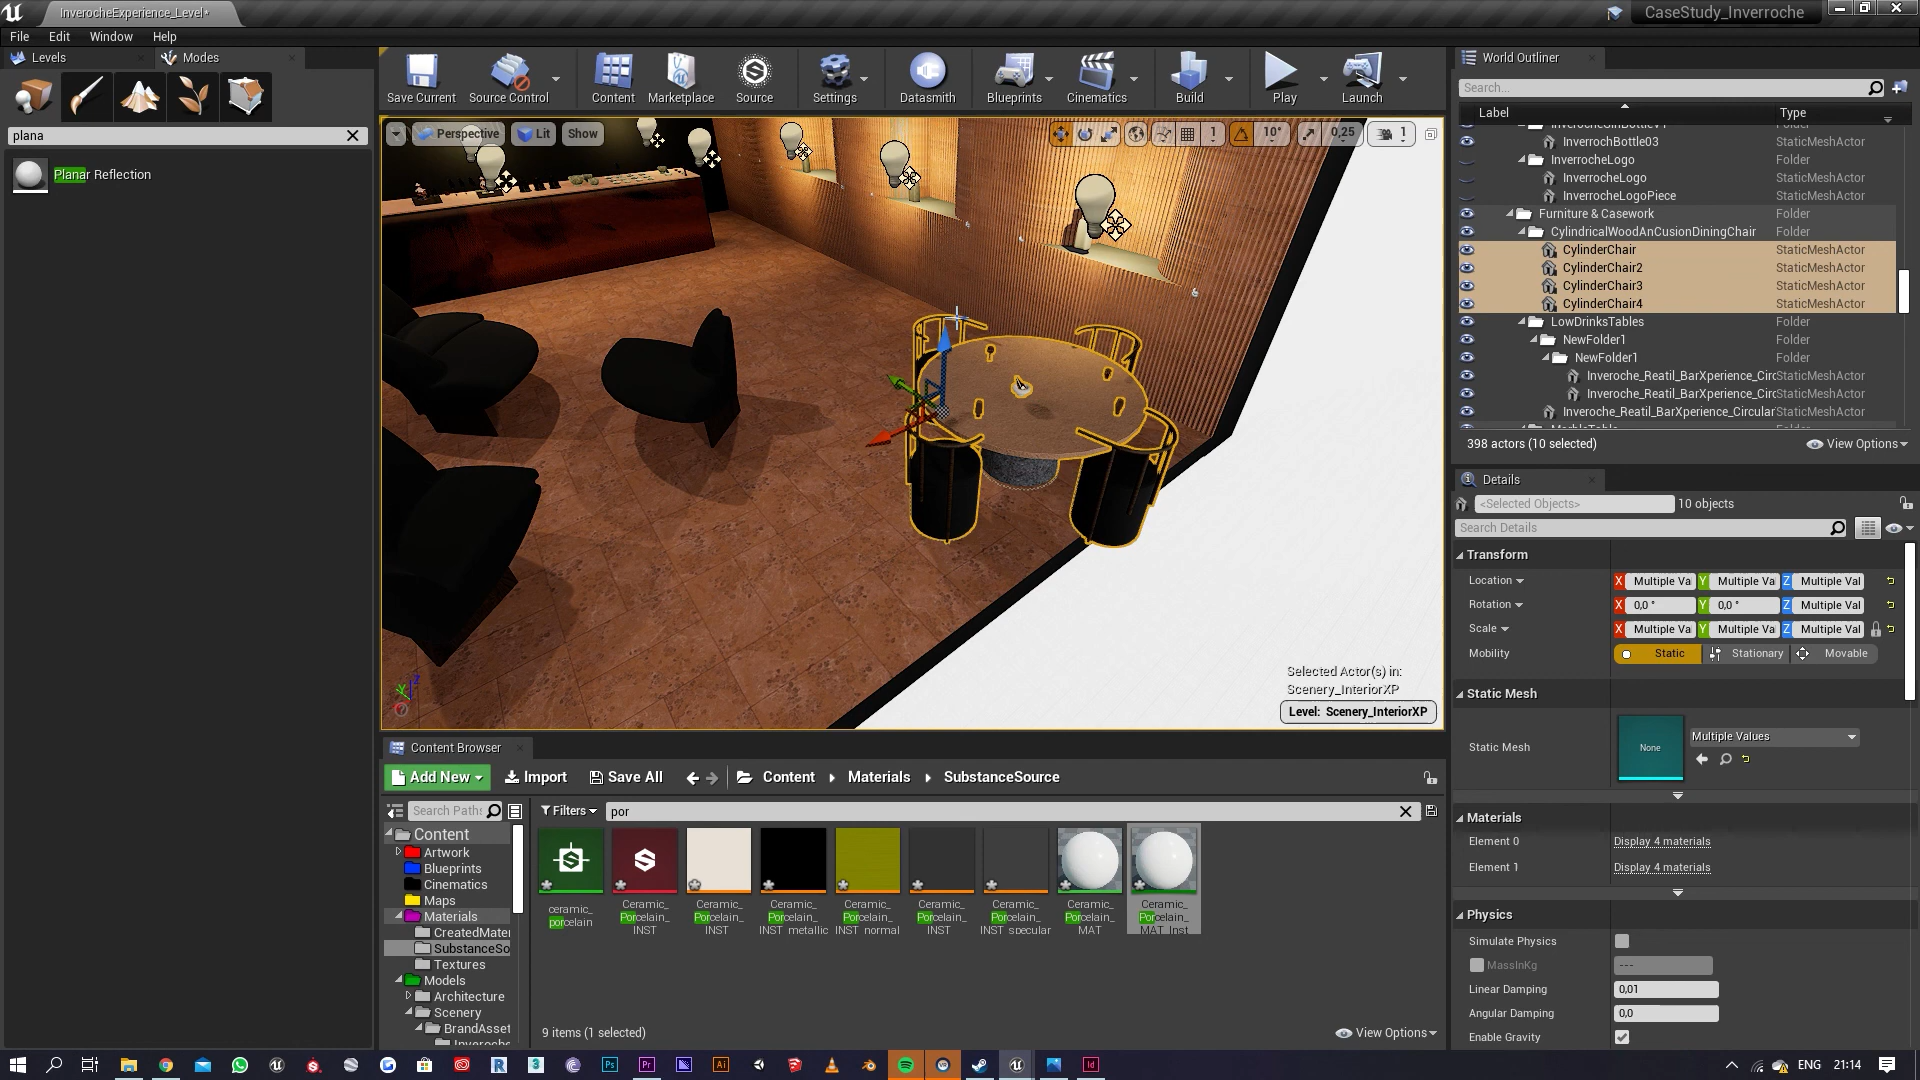 InverocheExperience_Level*
CaseStudy_Inverroche
File
Edit
Window
Help
Levels
Modes
plana
Planar Reflection
Save Current
Source Control
Content
Marketplace
Source
Settings
Datasmith
Blueprints
Cinematics
Build
Play
Launch
Perspective
Lit
Show
1
10°
0,25
1
Selected Actor(s) in:
Scenery_InteriorXP
Level: Scenery_InteriorXP
World Outliner
Search...
Label
Type
InverrochBottle03
StaticMeshActor
InverrocheLogo
Folder
InverrocheLogo
StaticMeshActor
InverrocheLogoPiece
StaticMeshActor
Furniture & Casework
Folder
CylindricalWoodAnCusionDiningChair
Folder
CylinderChair
StaticMeshActor
CylinderChair2
StaticMeshActor
CylinderChair3
StaticMeshActor
CylinderChair4
StaticMeshActor
LowDrinksTables
Folder
NewFolder1
Folder
NewFolder1
Folder
Inveroche_Reatil_BarXperience_Circ
StaticMeshActor
Inveroche_Reatil_BarXperience_Circ
StaticMeshActor
Inveroche_Reatil_BarXperience_Circular
StaticMeshActor
398 actors (10 selected)
View Options
Details
<Selected Objects>
10 objects
Search Details
Transform
Location
X Multiple Va Y Multiple Va Z Multiple Val
Rotation
X 0,0 ° Y 0,0 ° Z Multiple Val
Scale
X Multiple Va Y Multiple Va Z Multiple Val
Mobility
Static
Stationary
Movable
Static Mesh
Static Mesh
None
Multiple Values
Materials
Element 0
Display 4 materials
Element 1
Display 4 materials
Physics
Simulate Physics
MassInKg
---
Linear Damping
0,01
Angular Damping
0,0
Enable Gravity
Content Browser
Add New
Import
Save All
Content
Materials
SubstanceSource
Search Paths
Filters
por
Content
Artwork
Blueprints
Cinematics
Maps
Materials
CreatedMater
SubstanceSo
Textures
Models
Architecture
Scenery
BrandAsset
ceramic_
porcelain
Ceramic_
Porcelain_
INST
Ceramic_
Porcelain_
INST
Ceramic_
Porcelain_
INST_metallic
Ceramic_
Porcelain_
INST_normal
Ceramic_
Porcelain_
INST
Ceramic_
Porcelain_
INST_specular
Ceramic_
Porcelain_
MAT
Ceramic_
Porcelain_
MAT_Inst
9 items (1 selected)
View Options
ENG
21:14